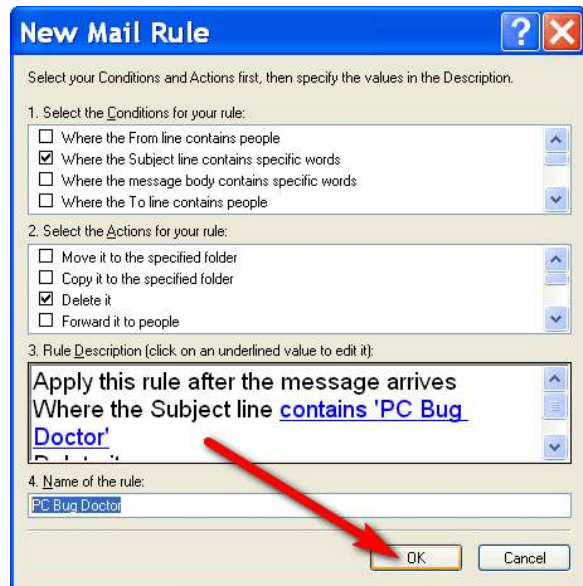 New Mail Rule
Select your Conditions and Actions first, then specify the values in the Description.
1. Select the Conditions for your rule:
Where the From line contains people
Where the Subject line contains specific words
Where the message body contains specific words
Where the To line contains people
2. Select the Actions for your rule:
Move it to the specified folder
Copy it to the specified folder
Delete it
Forward it to people
3. Rule Description (click on an underlined value to edit it):
Apply this rule after the message arrives
Where the Subject line contains 'PC Bug
Doctor'
Delete it
4. Name of the rule:
PC Bug Doctor
OK
Cancel